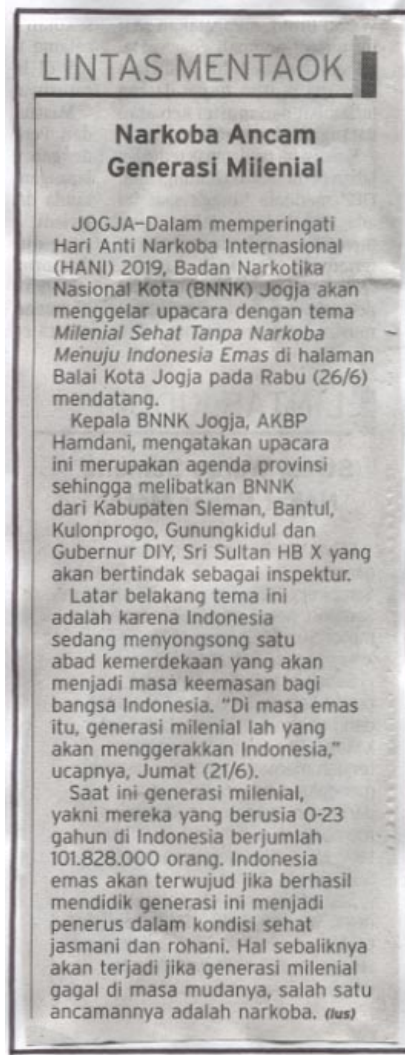 LINTAS MENTAOK
Narkoba Ancam
Generasi Milenial
JOGJA—Dalam memperingati
Hari Anti Narkoba Internasional
(HANI) 2019, Badan Narkotika
Nasional Kota (BNNK) Jogja akan
menggelar upacara dengan tema
Milenial Sehat Tanpa Narkoba
Menuju Indonesia Emas di halaman
Balai Kota Jogja pada Rabu (26/6)
mendatang.
Kepala BNNK Jogja, AKBP
Hamdani, mengatakan upacara
ini merupakan agenda provinsi
sehingga melibatkan BNNK
dari Kabupaten Sleman, Bantul,
Kulonprogo, Gunungkidul dan
Gubernur DIY, Sri Sultan HB X yang
akan bertindak sebagai inspektur.
Latar belakang tema ini
adalah karena Indonesia
sedang menyongsong satu
abad kemerdekaan yang akan
menjadi masa keemasan bagi
bangsa Indonesia. "Di masa emas
itu, generasi milenial lah yang
akan menggerakkan Indonesia,"
ucapnya, Jumat (21/6).
Saat ini generasi milenial,
yakni mereka yang berusia 0-23
gahun di Indonesia berjumlah
101.828.000 orang. Indonesia
emas akan terwujud jika berhasil
mendidik generasi ini menjadi
penerus dalam kondisi sehat
jasmani dan rohani. Hal sebaliknya
akan terjadi jika generasi milenial
gagal di masa mudanya, salah satu
ancamannya adalah narkoba. (lus)